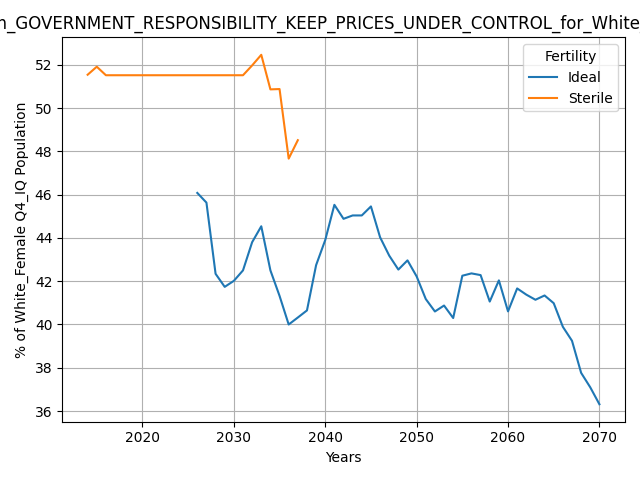 GOVERNMENT_RESPONSIBILITY_KEEP_PRICES_UNDER_CONTROL_for_White
Fertility
Ideal
Sterile
% of White_Female Q4_IQ Population
52
50
48
46
44
42
40
38
36
2020
2030
2040
2050
2060
2070
Years